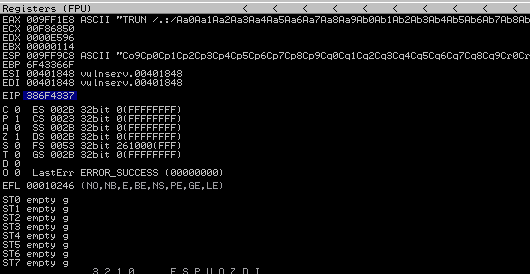 Registers (FPU) < < < < < < < < <
EAX 009FF1E8 ASCII "TRUN /.:/Aa0Aa1Aa2Aa3Aa4Aa5Aa6Aa7Aa8Aa9Ab0Ab1Ab2Ab3Ab4Ab5Ab6Ab7Ab8Ab
ECX 00F86850
EDX 0000E596
EBX 00000114
ESP 009FF9C8 ASCII "Co9Cp0Cp1Cp2Cp3Cp4Cp5Cp6Cp7Cp8Cp9Cq0Cq1Cq2Cq3Cq4Cq5Cq6Cq7Cq8Cq9Cr0Cr
EBP 6F43366F
ESI 00401848 vulnserv.00401848
EDI 00401848 vulnserv.00401848
EIP 386F4337
C 0 ES 002B 32bit 0(FFFFFFFF)
P 1 CS 0023 32bit 0(FFFFFFFF)
A 0 SS 002B 32bit 0(FFFFFFFF)
Z 1 DS 002B 32bit 0(FFFFFFFF)
S 0 FS 0053 32bit 261000(FFF)
T 0 GS 002B 32bit 0(FFFFFFFF)
D 0
O 0 LastErr ERROR_SUCCESS (00000000)
EFL 00010246 (NO,NB,E,BE,NS,PE,GE,LE)
ST0 empty g
ST1 empty g
ST2 empty g
ST3 empty g
ST4 empty g
ST5 empty g
ST6 empty g
ST7 empty g
3 2 1 0 E S P U O Z D I